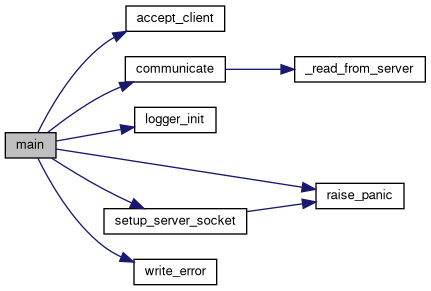 accept_client
communicate
_read_from_server
logger_init
main
raise_panic
setup_server_socket
write_error